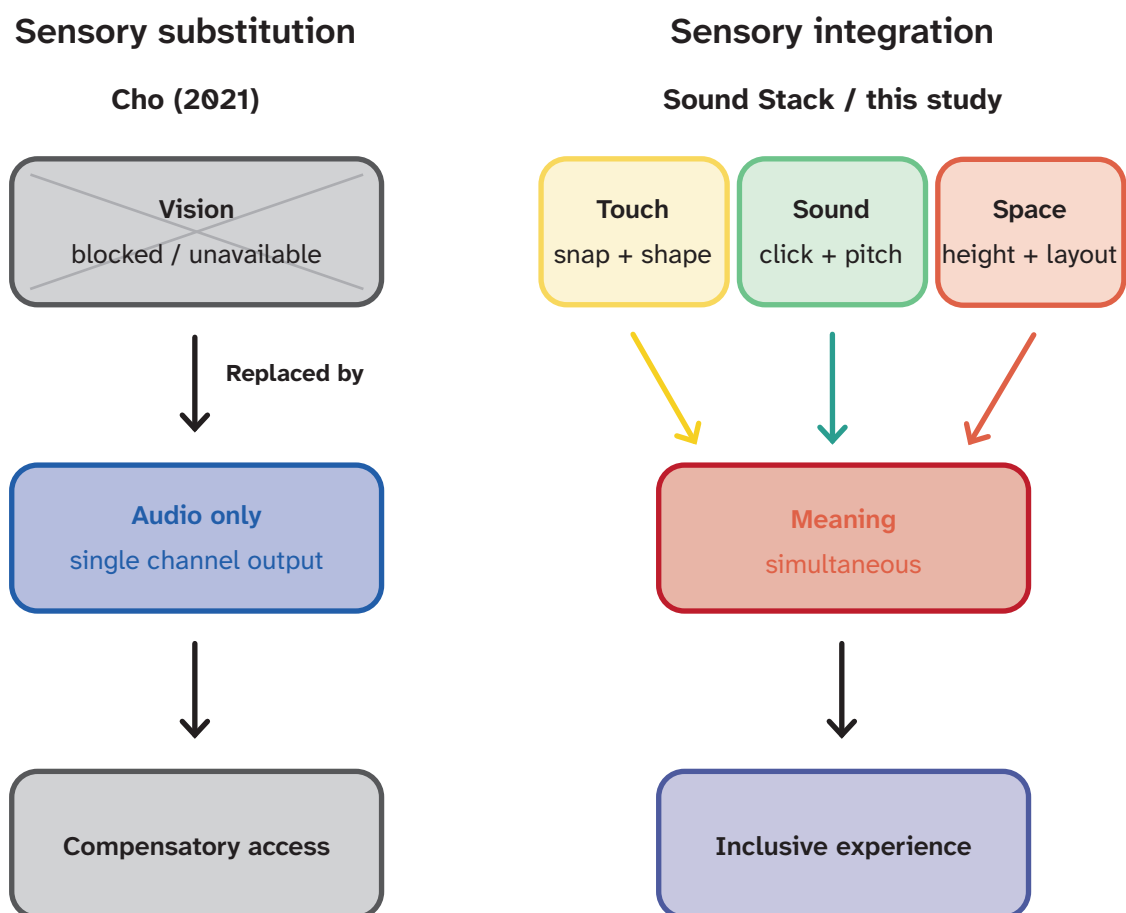 Sensory substitution
Cho (2021)
Vision
blocked / unavailable
Replaced by
Audio only
single channel output
Compensatory access
Sensory integration
Sound Stack / this study
Touch
snap + shape
Sound
click + pitch
Space
height + layout
Meaning
simultaneous
Inclusive experience